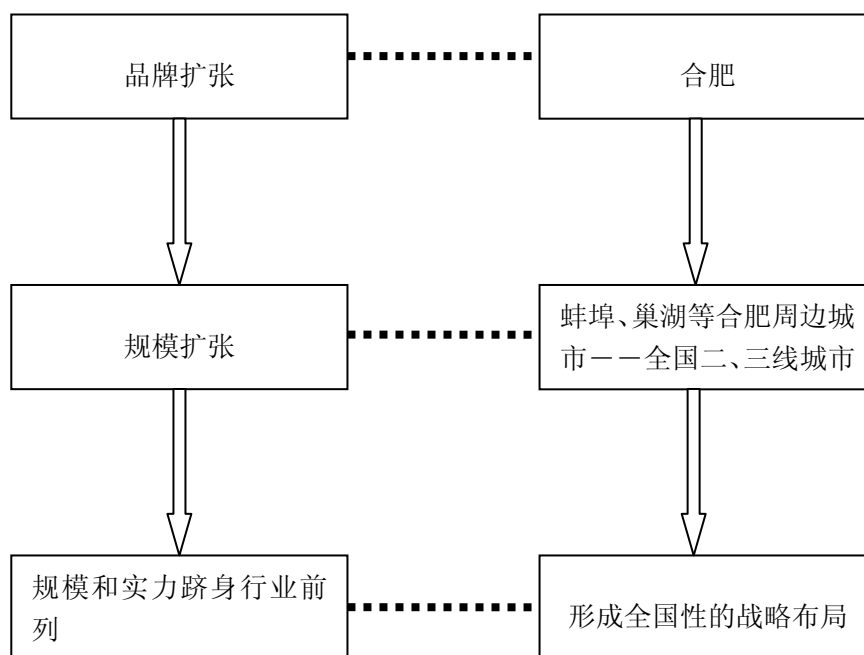 品牌扩张
合肥
规模扩张
蚌埠、巢湖等合肥周边城
市——全国二、三线城市
规模和实力跻身行业前
列
形成全国性的战略布局